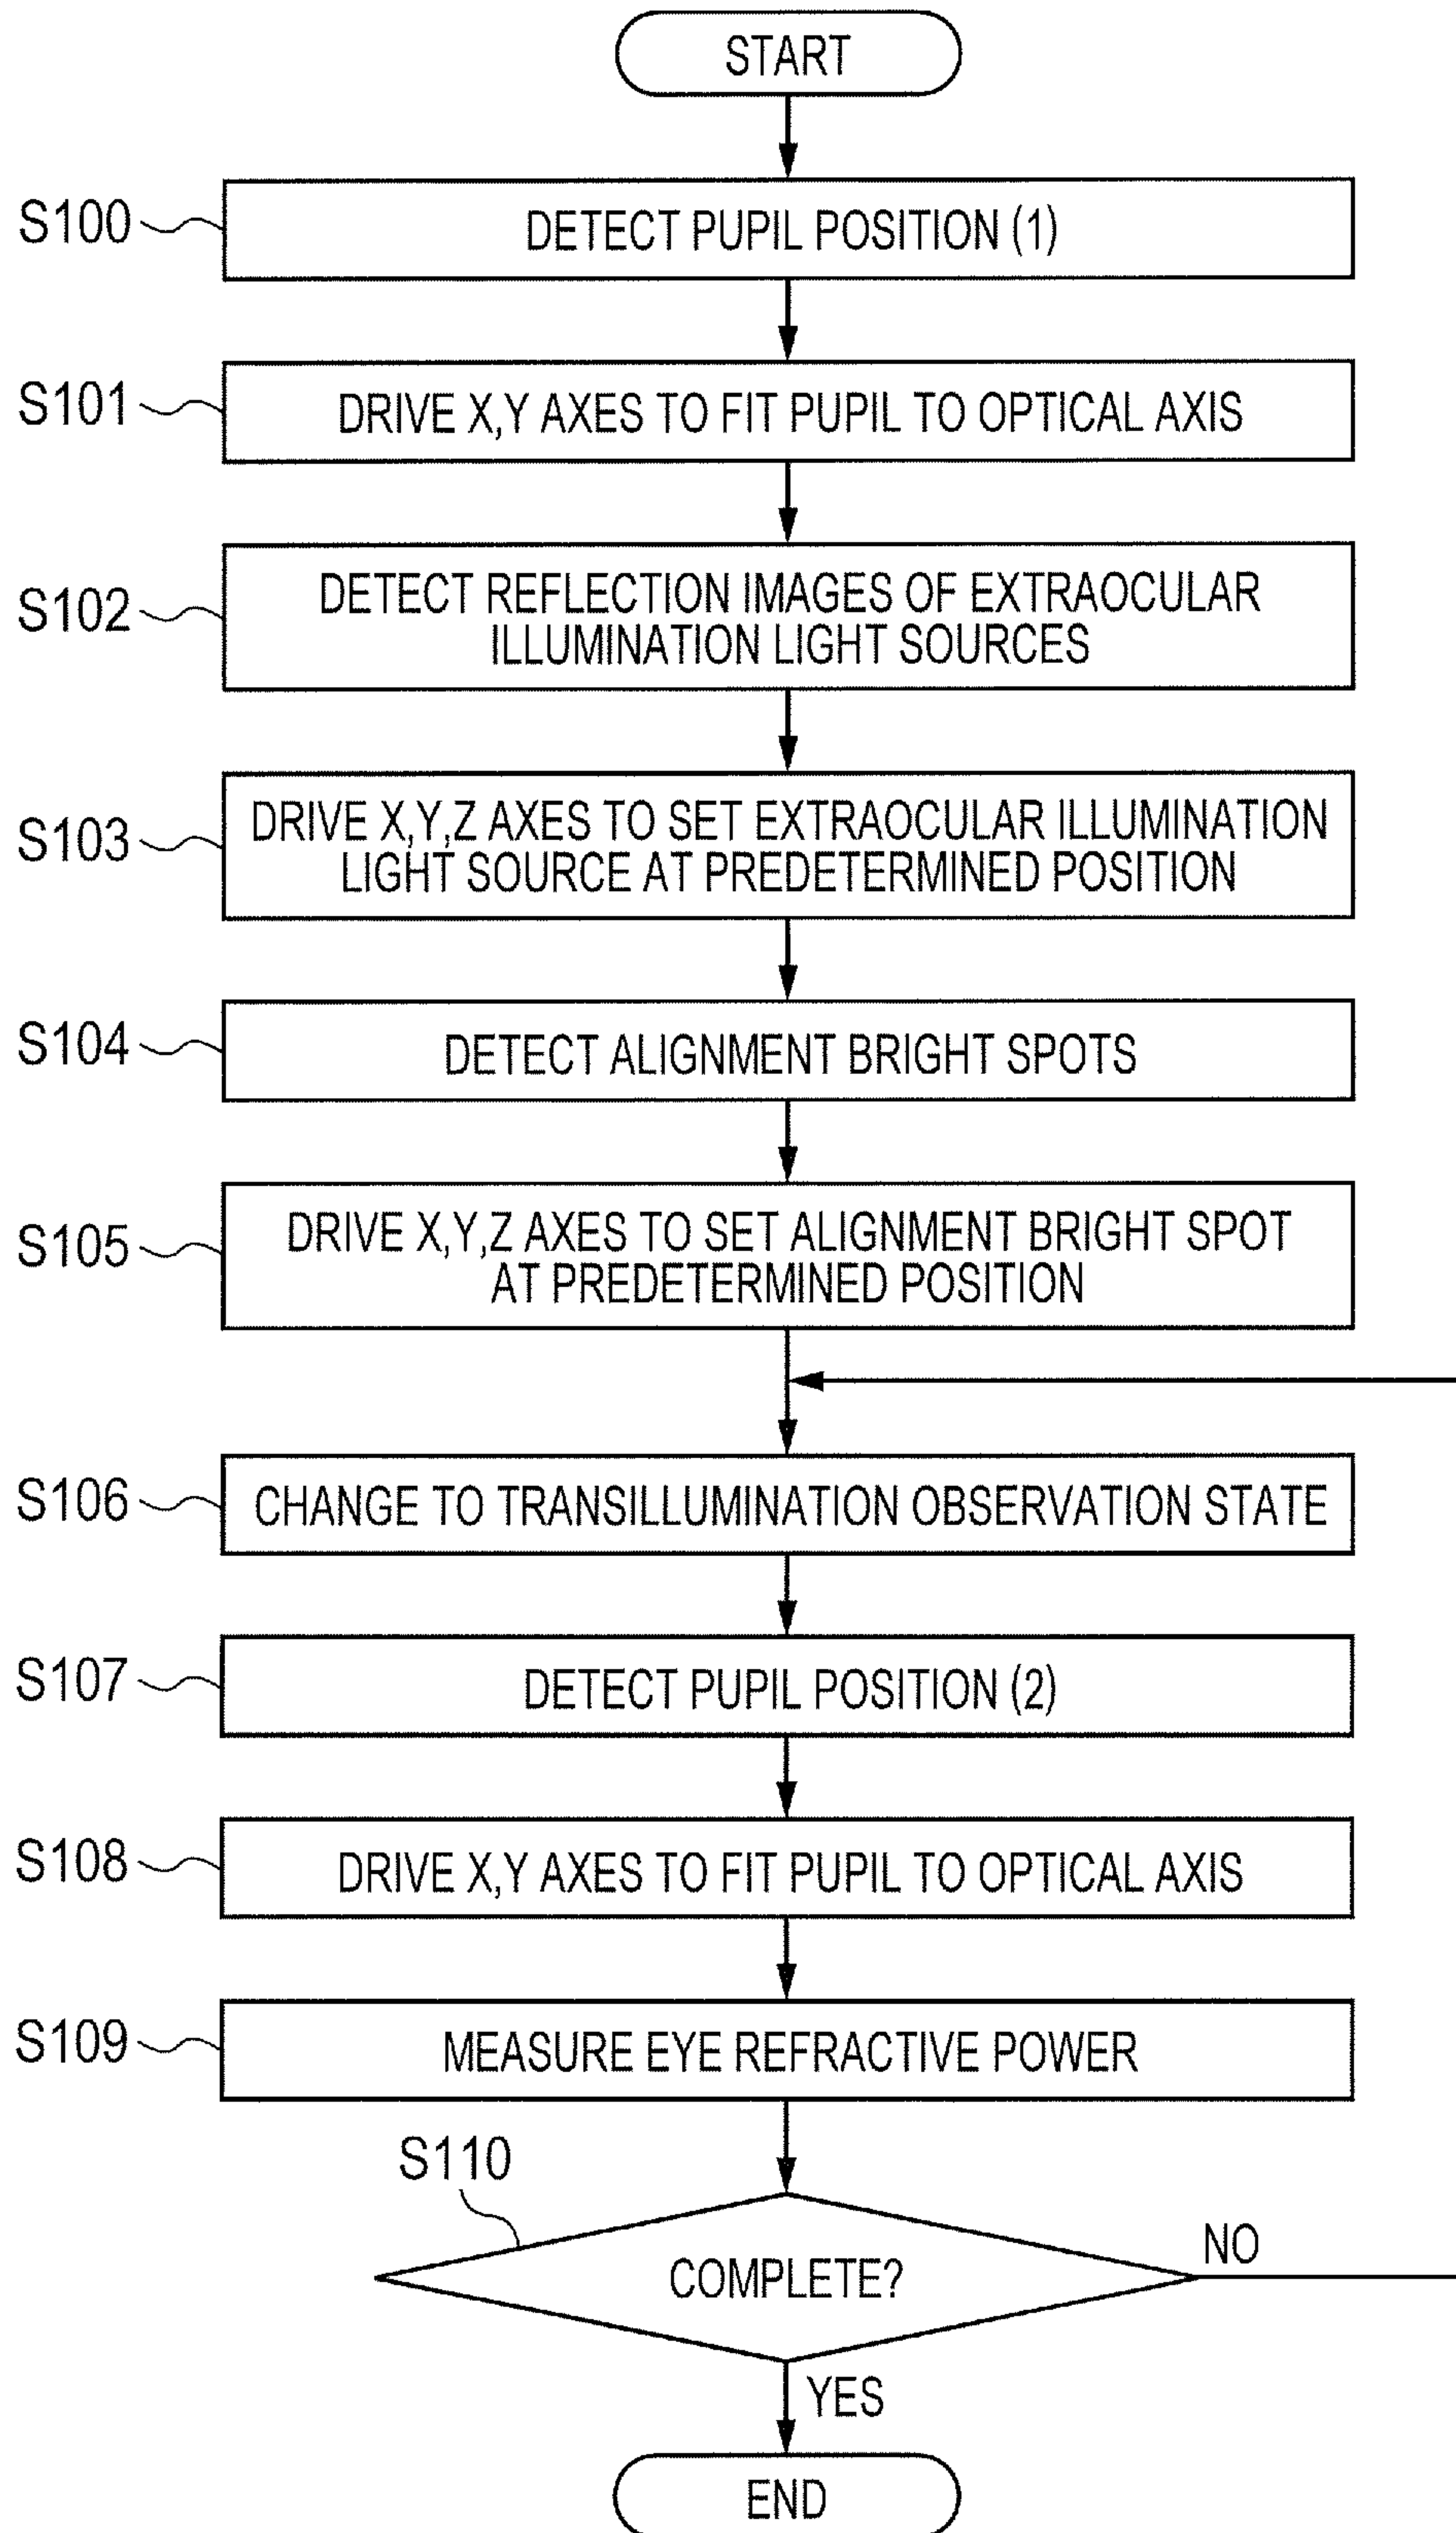 START
S100
DETECT PUPIL POSITION (1)
S101
DRIVE X,Y AXES TO FIT PUPIL TO OPTICAL AXIS
S102
DETECT REFLECTION IMAGES OF EXTRAOCULAR
ILLUMINATION LIGHT SOURCES
S103
DRIVE X,Y,Z AXES TO SET EXTRAOCULAR ILLUMINATION
LIGHT SOURCE AT PREDETERMINED POSITION
S104
DETECT ALIGNMENT BRIGHT SPOTS
S105
DRIVE X,Y,Z AXES TO SET ALIGNMENT BRIGHT SPOT
AT PREDETERMINED POSITION
S106
CHANGE TO TRANSILLUMINATION OBSERVATION STATE
S107
DETECT PUPIL POSITION (2)
S108
DRIVE X,Y AXES TO FIT PUPIL TO OPTICAL AXIS
S109
MEASURE EYE REFRACTIVE POWER
S110
COMPLETE?
NO
YES
END